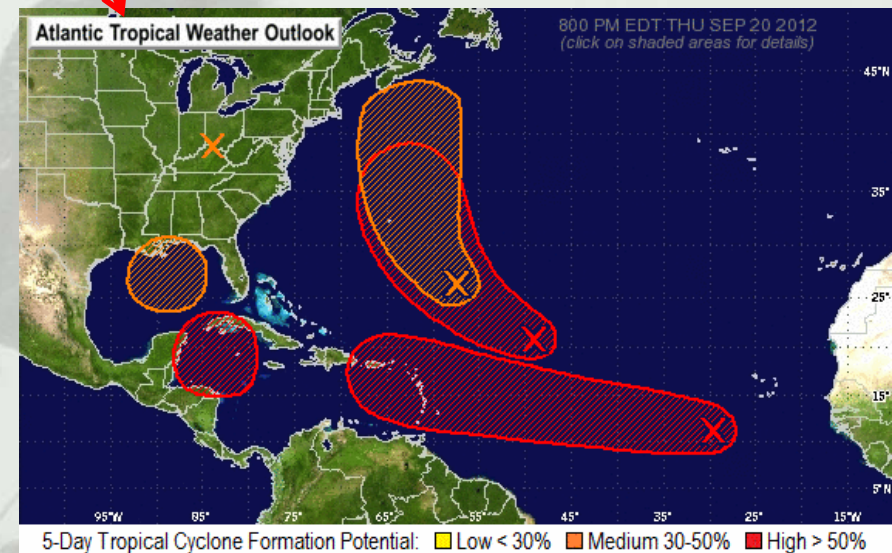 Atlantic Tropical Weather Outlook
800 PM EDT THU SEP 20 2012
(click on shaded areas for details)
45°N
35°
25°
15°
5°N
95°W 85° 75° 65° 55° 45° 35° 25° 15°W
5-Day Tropical Cyclone Formation Potential: Low < 30% Medium 30-50% High > 50%